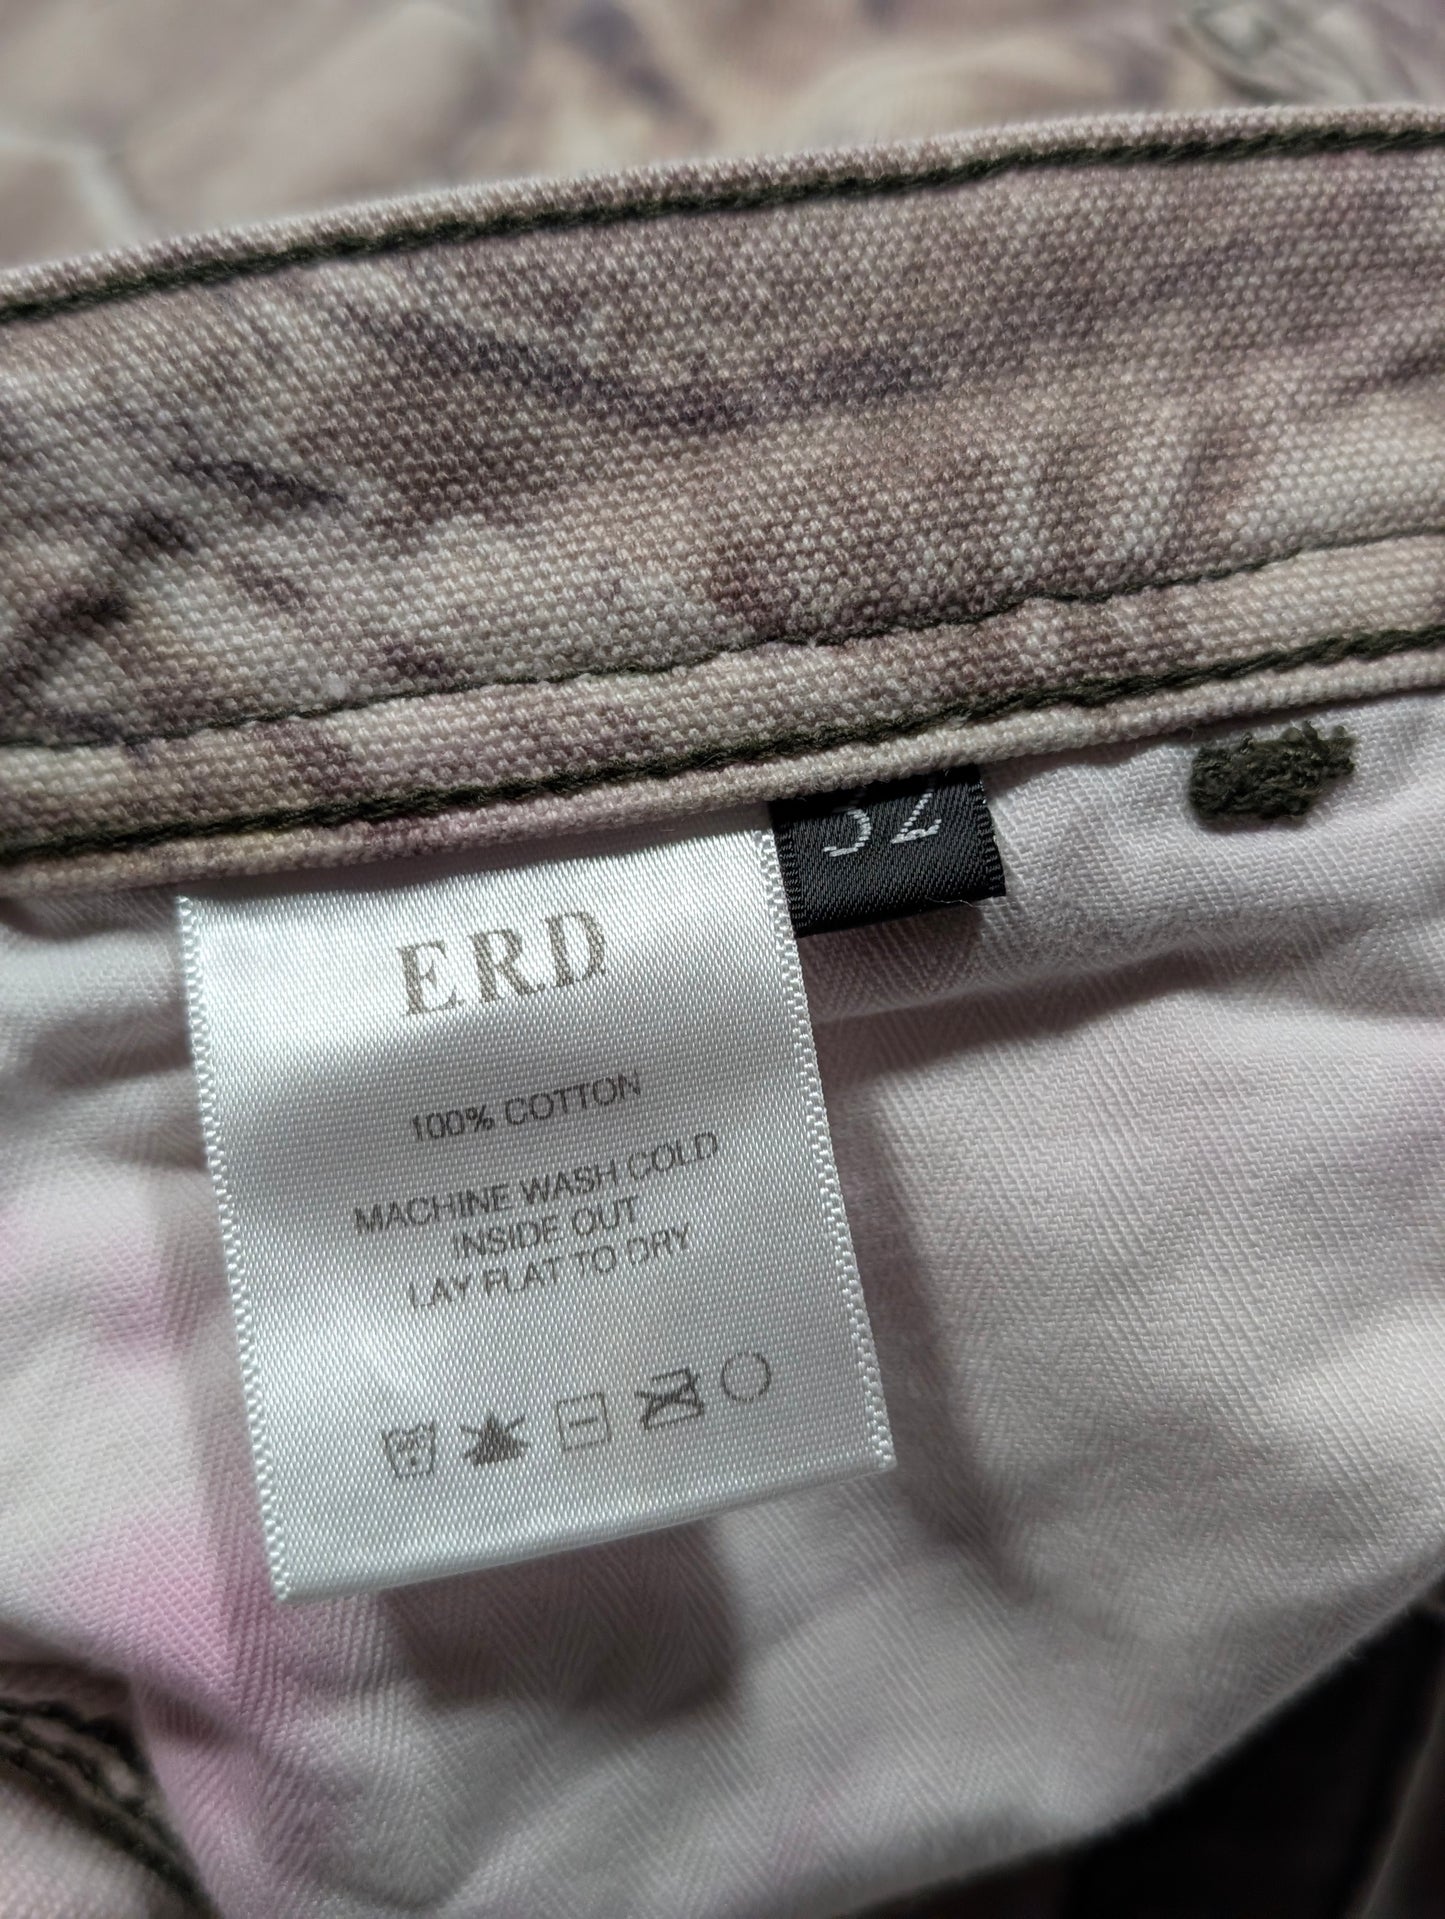 32
ERD
100% COTTON
MACHINE WASH COLD
INSIDE OUT
LAY FLAT TO DRY